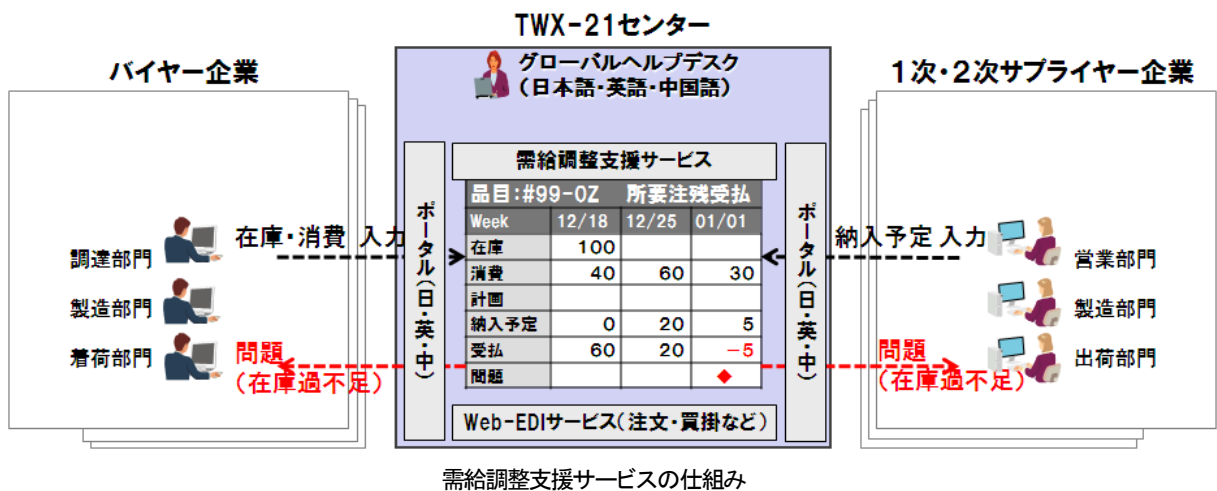 TWX-21センター
バイヤー企業
グローバルヘルプデスク
(日本語・英語・中国語)
1次・2次サプライヤー企業
調達部門
製造部門
着荷部門
在庫・消費 入力
問題
(在庫過不足)
ポータル(日・英・中)
需給調整支援サービス
品目:#99-0Z 所要注残受払
Week 12/18 12/25 01/01
在庫 100
消費 40 60 30
計画
納入予定 0 20 5
受払 60 20 -5
問題 ◆
Web-EDIサービス(注文・買掛など)
ポータル(日・英・中)
納入予定 入力
問題
(在庫過不足)
営業部門
製造部門
出荷部門
需給調整支援サービスの仕組み